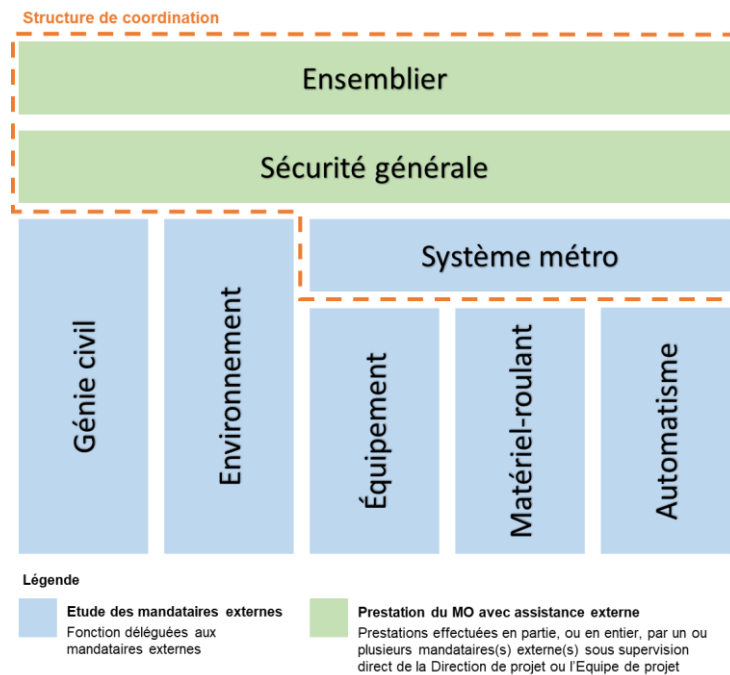 Structure de coordination
Ensemblier
Sécurité générale
Système métro
Génie civil
Environnement
Équipement
Matériel-roulant
Automatisme
Légende
Etude des mandataires externes
Fonction déléguées aux
mandataires externes
Prestation du MO avec assistance externe
Prestations effectuées en partie, ou en entier, par un ou
plusieurs mandataires(s) externe(s) sous supervision
direct de la Direction de projet ou l'Equipe de projet